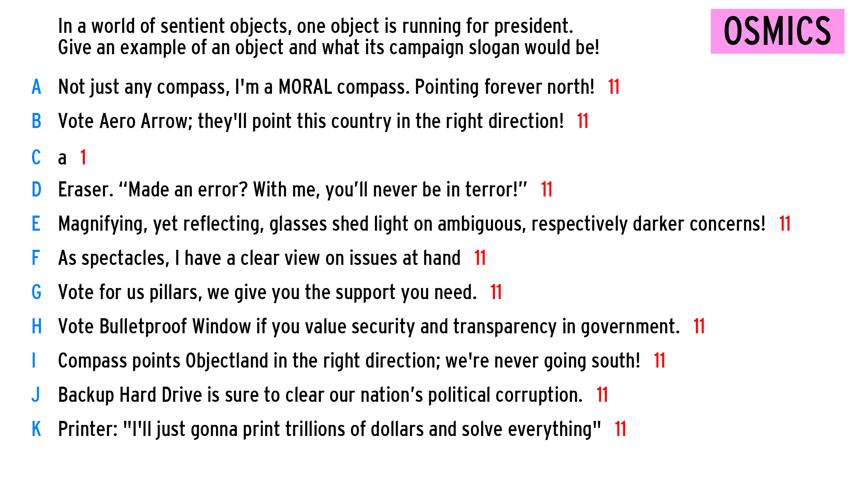 In a world of sentient objects, one object is running for president.
Give an example of an object and what its campaign slogan would be!
OSMICS
A Not just any compass, I'm a MORAL compass. Pointing forever north! 11
B Vote Aero Arrow; they'll point this country in the right direction! 11
C a 1
D Eraser. “Made an error? With me, you’ll never be in terror!” 11
E Magnifying, yet reflecting, glasses shed light on ambiguous, respectively darker concerns! 11
F As spectacles, I have a clear view on issues at hand 11
G Vote for us pillars, we give you the support you need. 11
H Vote Bulletproof Window if you value security and transparency in government. 11
I Compass points Objectland in the right direction; we're never going south! 11
J Backup Hard Drive is sure to clear our nation’s political corruption. 11
K Printer: "I'll just gonna print trillions of dollars and solve everything" 11